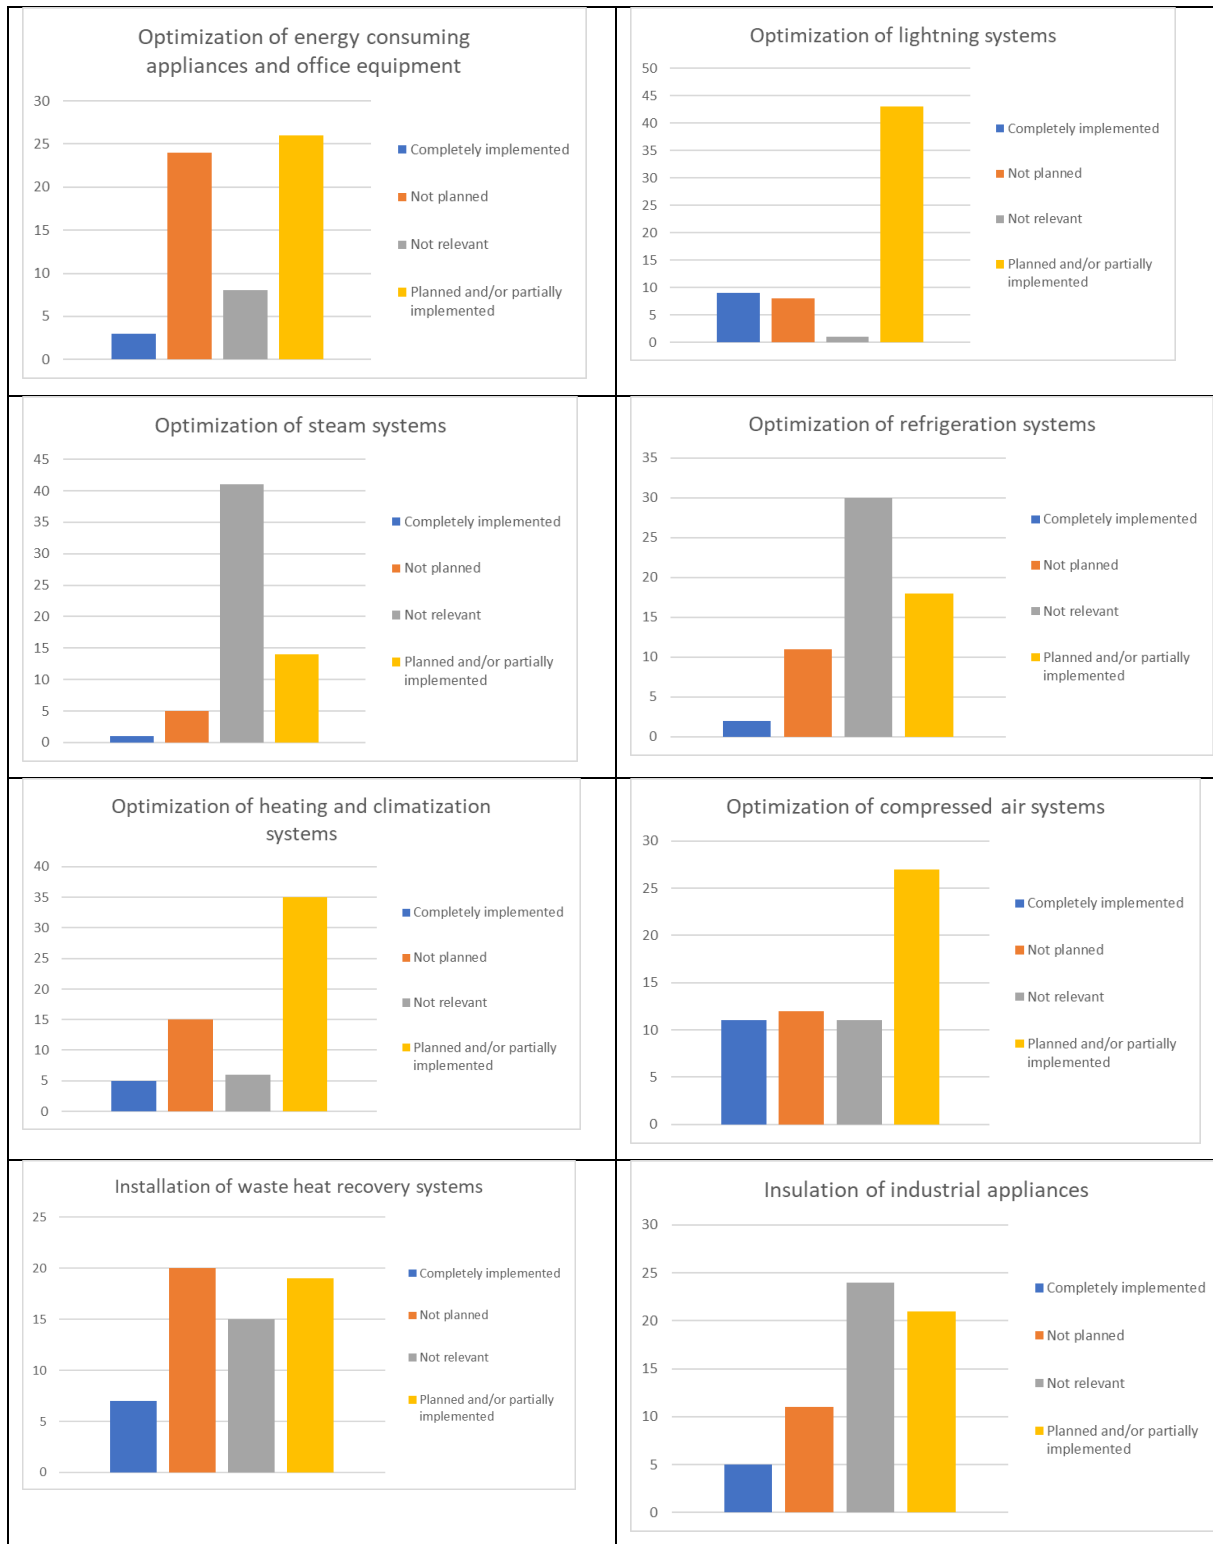 Optimization of energy consuming
appliances and office equipment
30
25
20
15
10
5
0
Completely implemented
Not planned
Not relevant
Planned and/or partially
implemented
Optimization of lightning systems
50
45
40
35
30
25
20
15
10
5
0
Completely implemented
Not planned
Not relevant
Planned and/or partially
implemented
Optimization of steam systems
45
40
35
30
25
20
15
10
5
0
Completely implemented
Not planned
Not relevant
Planned and/or partially
implemented
Optimization of refrigeration systems
35
30
25
20
15
10
5
0
Completely implemented
Not planned
Not relevant
Planned and/or partially
implemented
Optimization of heating and climatization
systems
40
35
30
25
20
15
10
5
0
Completely implemented
Not planned
Not relevant
Planned and/or partially
implemented
Optimization of compressed air systems
30
25
20
15
10
5
0
Completely implemented
Not planned
Not relevant
Planned and/or partially
implemented
Installation of waste heat recovery systems
25
20
15
10
5
0
Completely implemented
Not planned
Not relevant
Planned and/or partially
implemented
Insulation of industrial appliances
30
25
20
15
10
5
0
Completely implemented
Not planned
Not relevant
Planned and/or partially
implemented